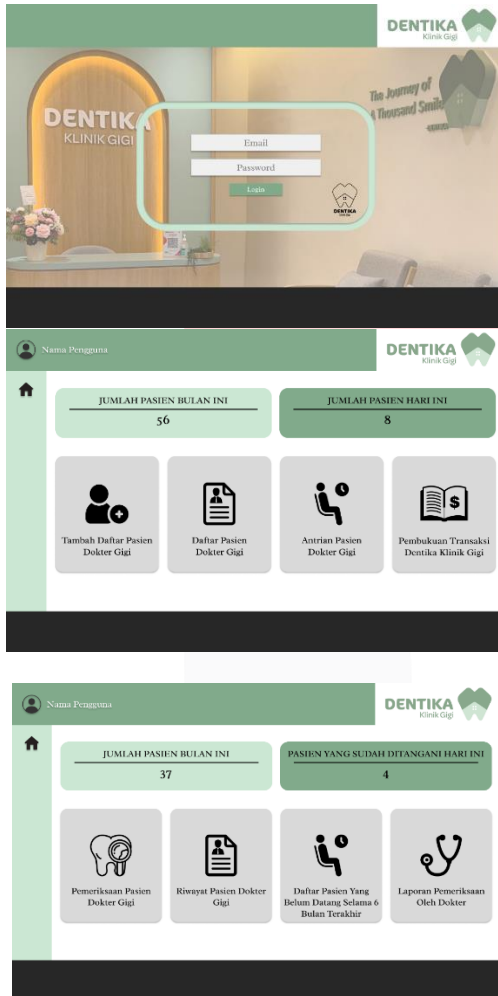 DENTIKA
Klinik Gigi
DENTIKA
KLINIK GIGI
The Journey of
A Thousand Smile
Email
Password
Login
DENTIKA
Nama Pengguna
DENTIKA
Klinik Gigi
JUMLAH PASIEN BULAN INI
56
JUMLAH PASIEN HARI INI
8
Tambah Daftar Pasien
Dokter Gigi
Daftar Pasien
Dokter Gigi
Antrian Pasien
Dokter Gigi
Pembukuan Transaksi
Dentika Klinik Gigi
Nama Pengguna
DENTIKA
Klinik Gigi
JUMLAH PASIEN BULAN INI
37
PASIEN YANG SUDAH DITANGANI HARI INI
4
Pemeriksaan Pasien
Dokter Gigi
Riwayat Pasien Dokter
Gigi
Daftar Pasien Yang
Belum Datang Selama 6
Bulan Terakhir
Laporan Pemeriksaan
Oleh Dokter